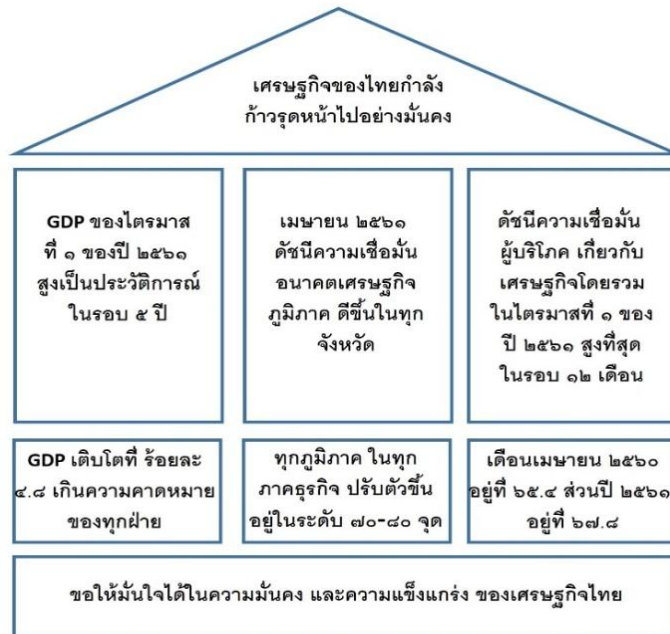 เศรษฐกิจของไทยกำลัง
ก้าวรุดหน้าไปอย่างมั่นคง
GDP ของไตรมาส
ที่ ๑ ของปี ๒๕๖๑
สูงเป็นประวัติการณ์
ในรอบ ๕ ปี
เมษายน ๒๕๖๑
ดัชนีความเชื่อมั่น
อนาคตเศรษฐกิจ
ภูมิภาค ดีขึ้นในทุก
จังหวัด
ดัชนีความเชื่อมั่น
ผู้บริโภค เกี่ยวกับ
เศรษฐกิจโดยรวม
ในไตรมาสที่ ๑ ของ
ปี ๒๕๖๑ สูงที่สุด
ในรอบ ๑๒ เดือน
GDP เติบโตที่ ร้อยละ
๔.๘ เกินความคาดหมาย
ของทุกฝ่าย
ทุกภูมิภาค ในทุก
ภาคธุรกิจ ปรับตัวขึ้น
อยู่ในระดับ ๗๐-๘๐ จุด
เดือนเมษายน ๒๕๖๐
อยู่ที่ ๖๕.๔ ส่วนปี ๒๕๖๑
อยู่ที่ ๖๗.๘
ขอให้มั่นใจได้ในความมั่นคง และความแข็งแกร่ง ของเศรษฐกิจไทย